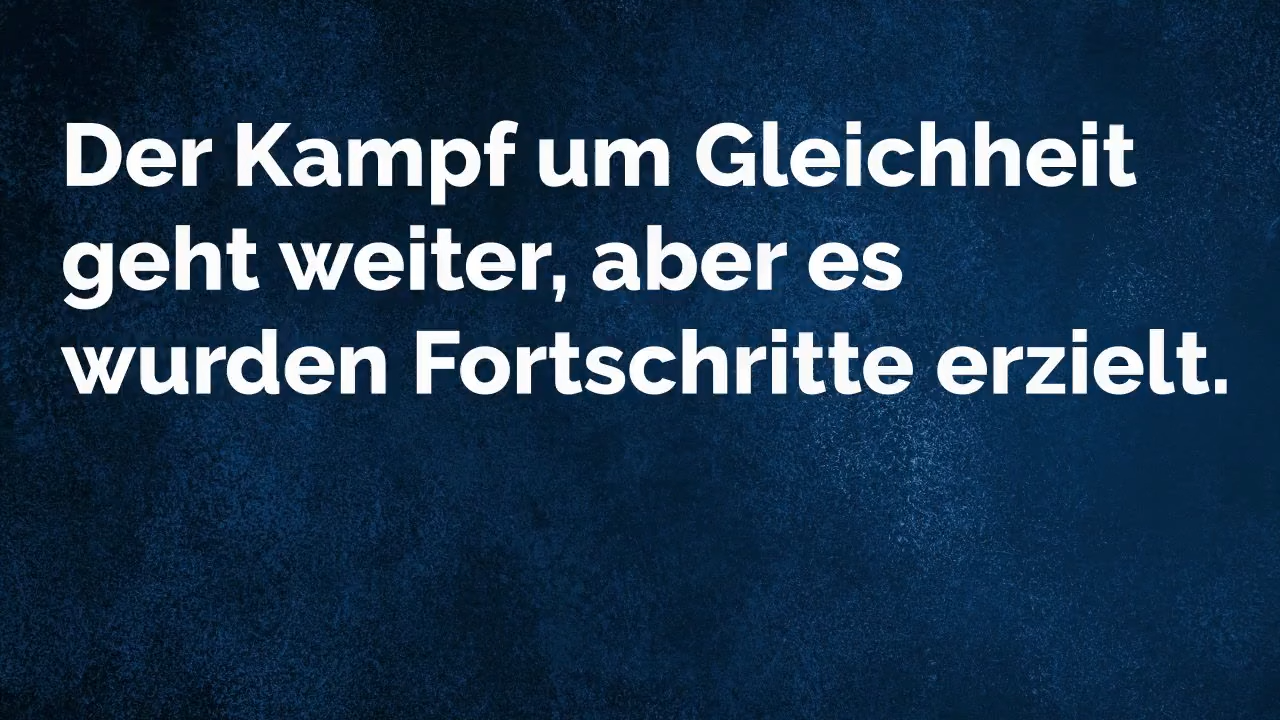 Der Kampf um Gleichheit
geht weiter, aber es
wurden Fortschritte erzielt.